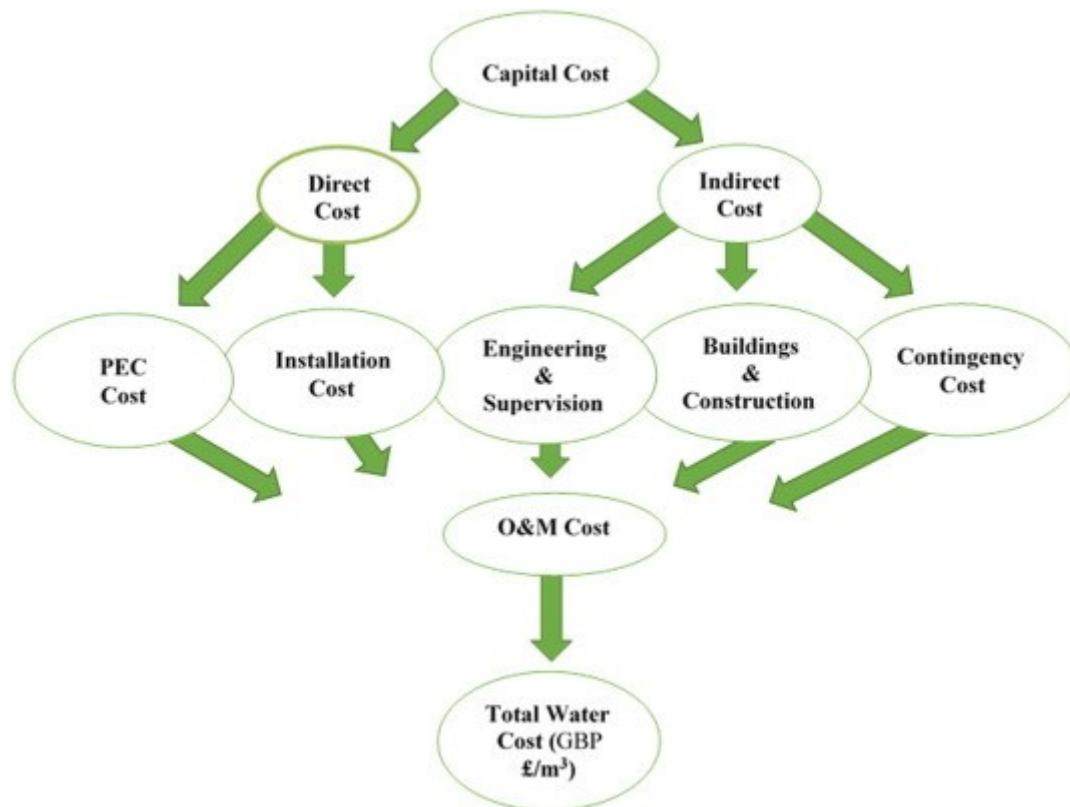 Capital Cost
Direct
Cost
Indirect
Cost
PEC
Cost
Installation
Cost
Engineering
&
Supervision
Buildings
&
Construction
Contingency
Cost
O&M Cost
Total Water
Cost (GBP
£/m³)